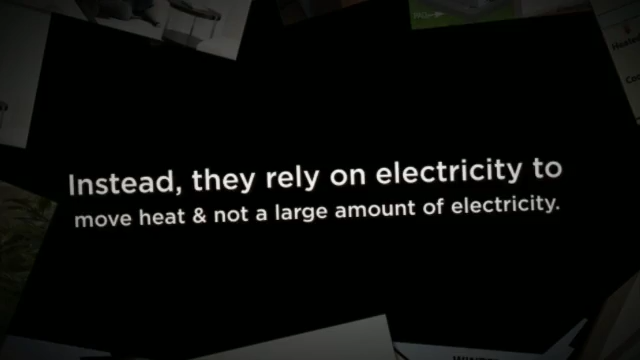 Instead, they rely on electricity to
move heat & not a large amount of electricity.